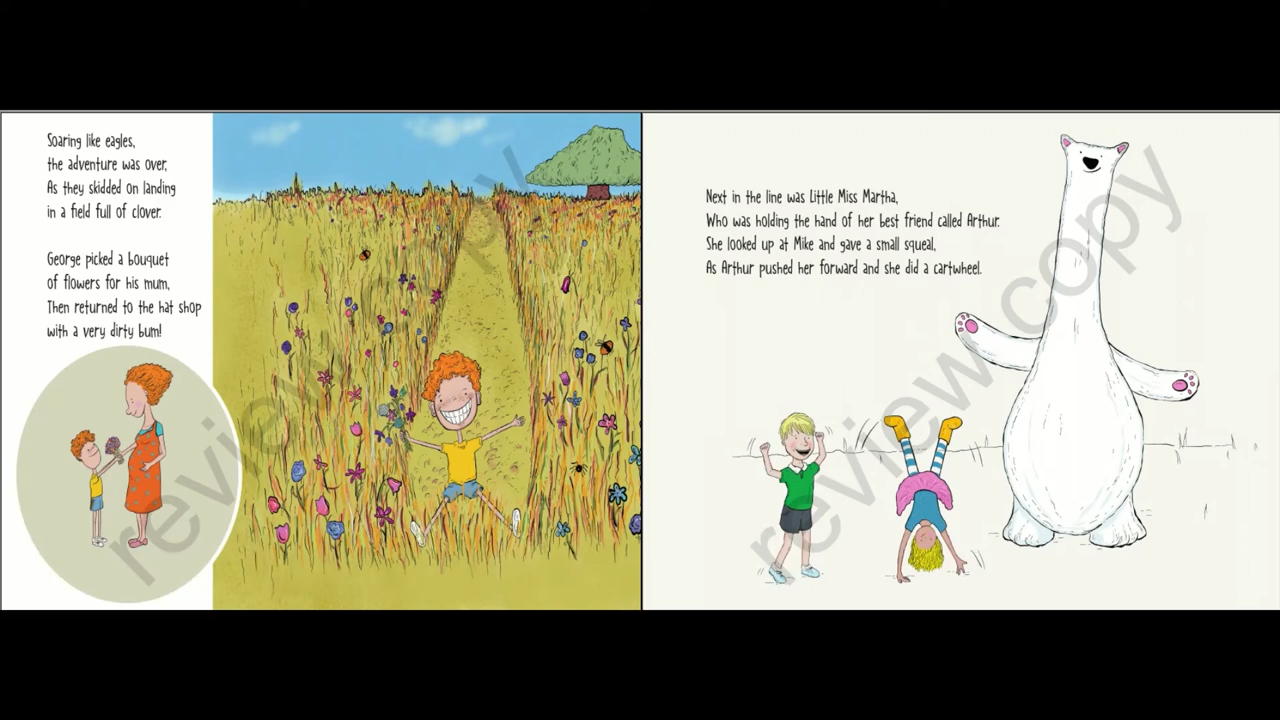 Soaring like eagles,
the adventure was over,
As they skidded on landing
in a field full of clover.
George picked a bouquet
of flowers for his mum,
Then returned to the hat shop
with a very dirty bum!
review copy
Next in the line was Little Miss Martha,
Who was holding the hand of her best friend called Arthur.
She looked up at Mike and gave a small squeal,
As Arthur pushed her forward and she did a cartwheel.
review copy